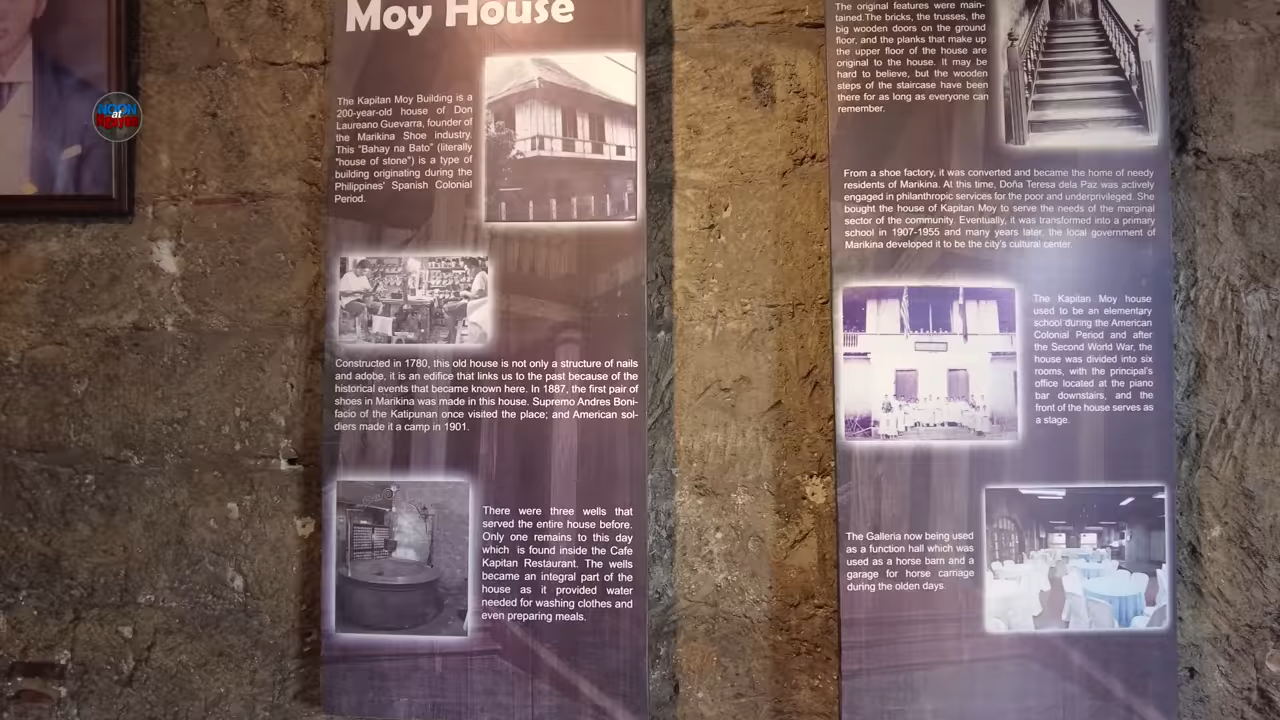 Moy House
The Kapitan Moy Building is a
200-year-old house of Don
Laureano Guevarra, founder of
the Marikina Shoe industry.
This "Bahay na Bato" (literally
"house of stone") is a type of
building originating during the
Philippines' Spanish Colonial
Period.
Constructed in 1780, this old house is not only a structure of nails
and adobe, it is an edifice that links us to the past because of the
historical events that became known here. In 1887, the first pair of
shoes in Marikina was made in this house. Supremo Andres Boni-
facio of the Katipunan once visited the place; and American sol-
diers made it a camp in 1901.
There were three wells that
served the entire house before.
Only one remains to this day
which is found inside the Cafe
Kapitan Restaurant. The wells
became an integral part of the
house as it provided water
needed for washing clothes and
even preparing meals.
The original features were main-
tained.The bricks, the trusses, the
big wooden doors on the ground
floor, and the planks that make up
the upper floor of the house are
original to the house. It may be
hard to believe, but the wooden
steps of the staircase have been
there for as long as everyone can
remember.
From a shoe factory, it was converted and became the home of needy
residents of Marikina. At this time, Doña Teresa dela Paz was actively
engaged in philanthropic services for the poor and underprivileged. She
bought the house of Kapitan Moy to serve the needs of the marginal
sector of the community. Eventually, it was transformed into a primary
school in 1907-1955 and many years later, the local government of
Marikina developed it to be the city's cultural center.
The Kapitan Moy house
used to be an elementary
school during the American
Colonial Period and after
the Second World War, the
house was divided into six
rooms, with the principal's
office located at the piano
bar downstairs, and the
front of the house serves as
a stage.
The Galleria now being used
as a function hall which was
used as a horse barn and a
garage for horse carriage
during the olden days.
NOON
at
NGAYON